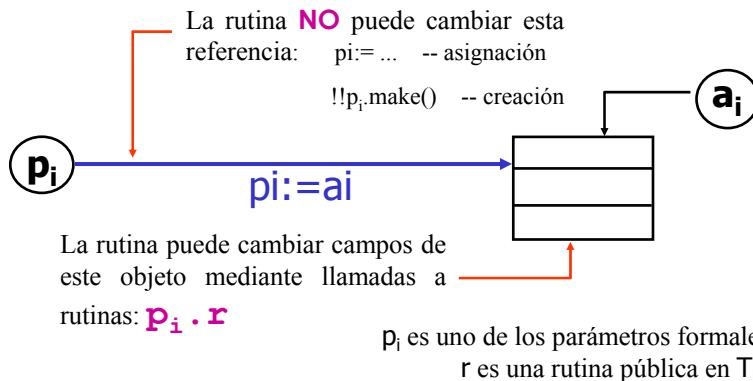 La rutina NO puede cambiar esta
referencia: pi:= ... -- asignación
!!pi.make() -- creación
ai
pi
pi:=ai
La rutina puede cambiar campos de
este objeto mediante llamadas a
rutinas: pi.r
pi es uno de los parámetros formale
r es una rutina pública en T